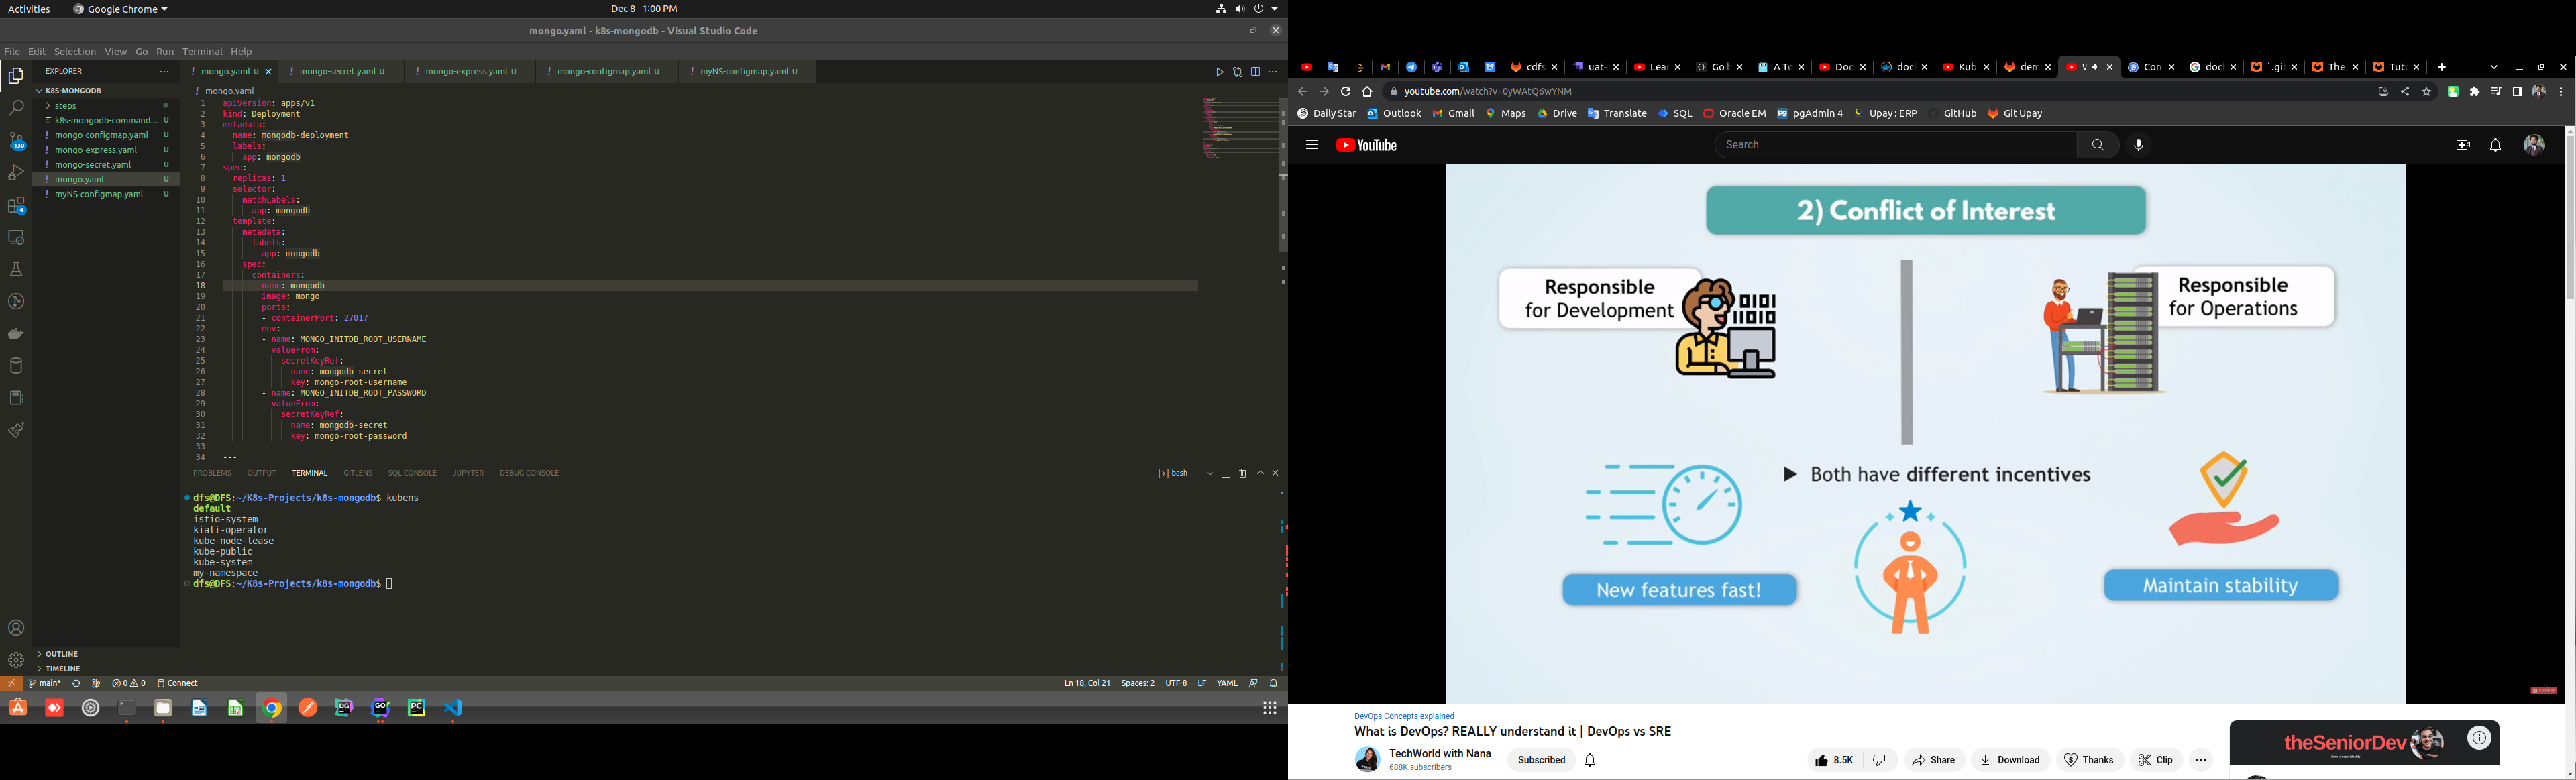 Activities
Google Chrome
Dec 8 1:00 PM
mongo.yaml - k8s-mongodb - Visual Studio Code
File Edit Selection View Go Run Terminal Help
EXPLORER
K8S-MONGODB
steps
k8s-mongodb-command... U
mongo-configmap.yaml U
mongo-express.yaml U
mongo-secret.yaml U
mongo.yaml U
myNS-configmap.yaml U
OUTLINE
TIMELINE
130
4
mongo.yaml U
mongo-secret.yaml U
mongo-express.yaml U
mongo-configmap.yaml U
myNS-configmap.yaml U
mongo.yaml
1 apiVersion: apps/v1
2 kind: Deployment
3 metadata:
4 name: mongodb-deployment
5 labels:
6 app: mongodb
7 spec:
8 replicas: 1
9 selector:
10 matchLabels:
11 app: mongodb
12 template:
13 metadata:
14 labels:
15 app: mongodb
16 spec:
17 containers:
18 - name: mongodb
19 image: mongo
20 ports:
21 - containerPort: 27017
22 env:
23 - name: MONGO_INITDB_ROOT_USERNAME
24 valueFrom:
25 secretKeyRef:
26 name: mongodb-secret
27 key: mongo-root-username
28 - name: MONGO_INITDB_ROOT_PASSWORD
29 valueFrom:
30 secretKeyRef:
31 name: mongodb-secret
32 key: mongo-root-password
33
34 ---
PROBLEMS OUTPUT TERMINAL GITLENS SQL CONSOLE JUPYTER DEBUG CONSOLE
bash
dfs@DFS:~/K8s-Projects/k8s-mongodb$ kubens
default
istio-system
kiali-operator
kube-node-lease
kube-public
kube-system
my-namespace
dfs@DFS:~/K8s-Projects/k8s-mongodb$
main* 0 0 Connect
Ln 18, Col 21 Spaces: 2 UTF-8 LF YAML
DG GO PC
cdfs uat- Lear Go b A To Doc doci Kub dem Con doc `.git The Tuto
youtube.com/watch?v=0yWAtQ6wYNM
Daily Star Outlook Gmail Maps Drive Translate SQL Oracle EM pgAdmin 4 Upay : ERP GitHub Git Upay
YouTube
Search
2) Conflict of Interest
Responsible
for Development
Responsible
for Operations
Both have different incentives
New features fast!
Maintain stability
DevOps Concepts explained
What is DevOps? REALLY understand it | DevOps vs SRE
TechWorld with Nana
688K subscribers
Subscribed
8.5K
Share
Download
Thanks
Clip
theSeniorDev